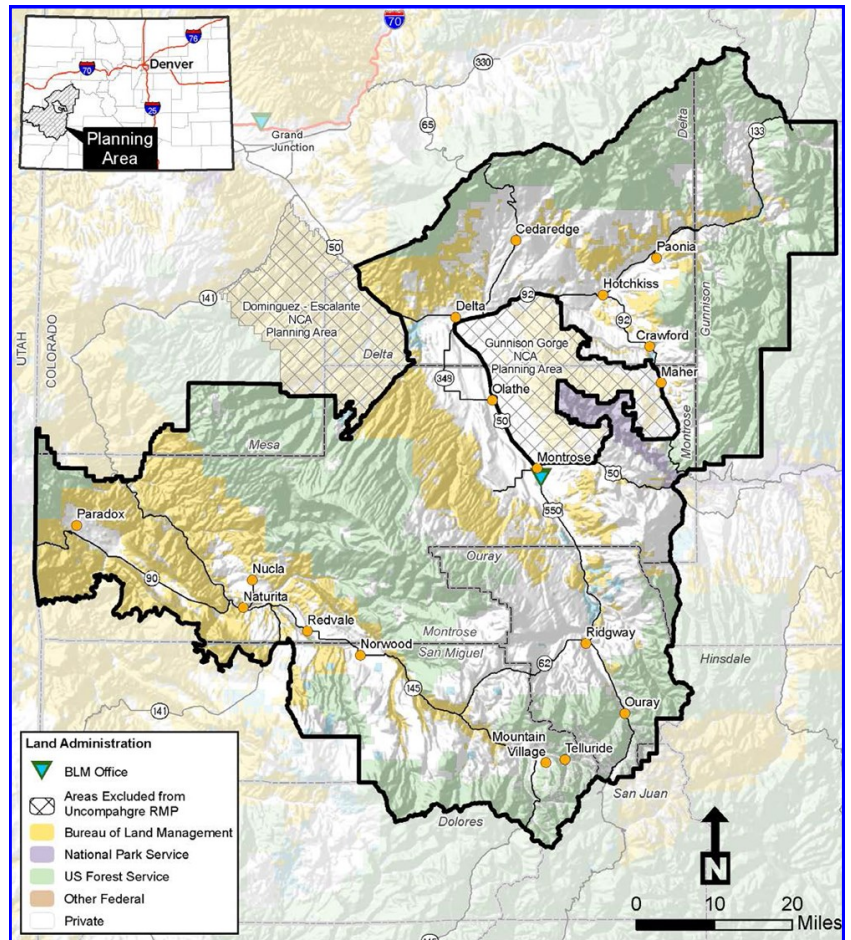 70
76
70
Denver
25
Planning
Area
330
65
Grand
Junction
133
Delta
50
Cedaredge
Paonia
141
Hotchkiss
Dominguez - Escalante
NCA
Planning Area
92
Delta
92
Gunnison
UTAH
COLORADO
Gunnison Gorge
NCA
Planning Area
Crawford
Delta
Maher
348
Olathe
50
Mesa
Montrose
Montrose
50
550
Paradox
Ouray
Nucla
90
Naturita
Redvale
Montrose
Ridgway
Norwood
San Miguel
62
Hinsdale
145
141
Ouray
Mountain
Village
Telluride
San Juan
Dolores
Land Administration
BLM Office
Areas Excluded from
Uncompahgre RMP
Bureau of Land Management
National Park Service
US Forest Service
Other Federal
Private
N
0 10 20
Miles